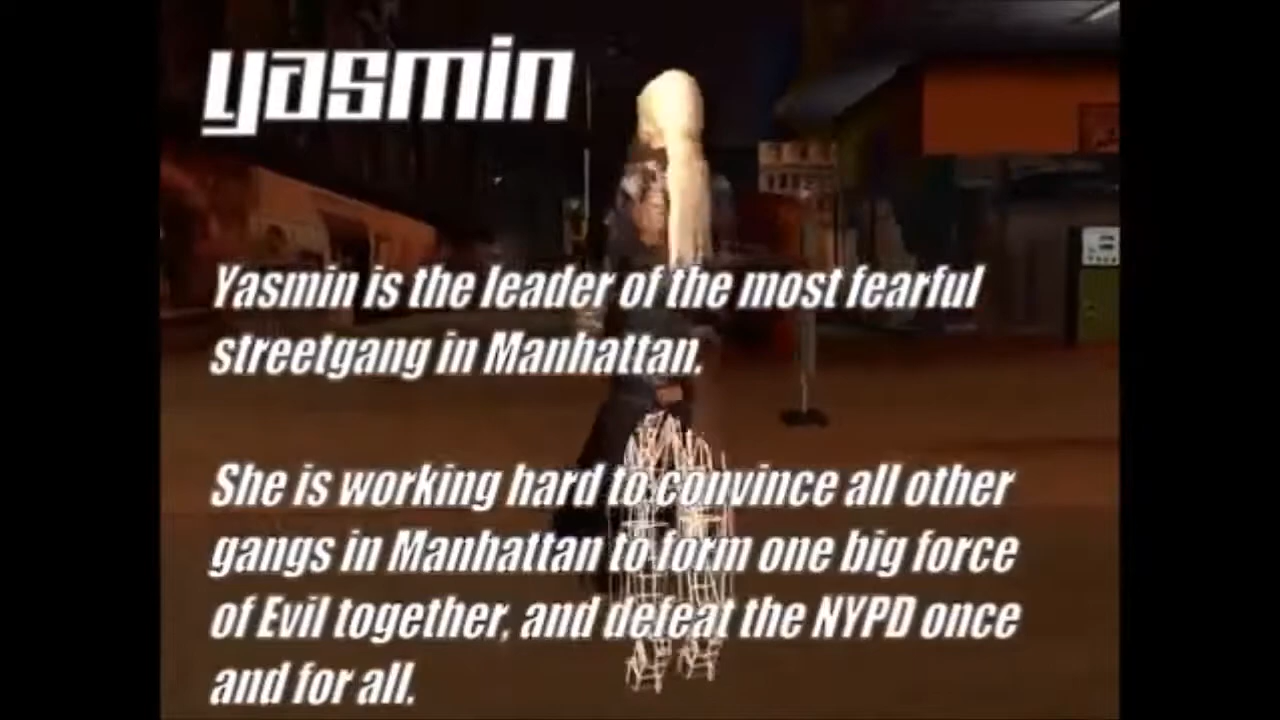 yasmin
Yasmin is the leader of the most fearful
streetgang in Manhattan.
She is working hard to convince all other
gangs in Manhattan to form one big force
of Evil together, and defeat the NYPD once
and for all.